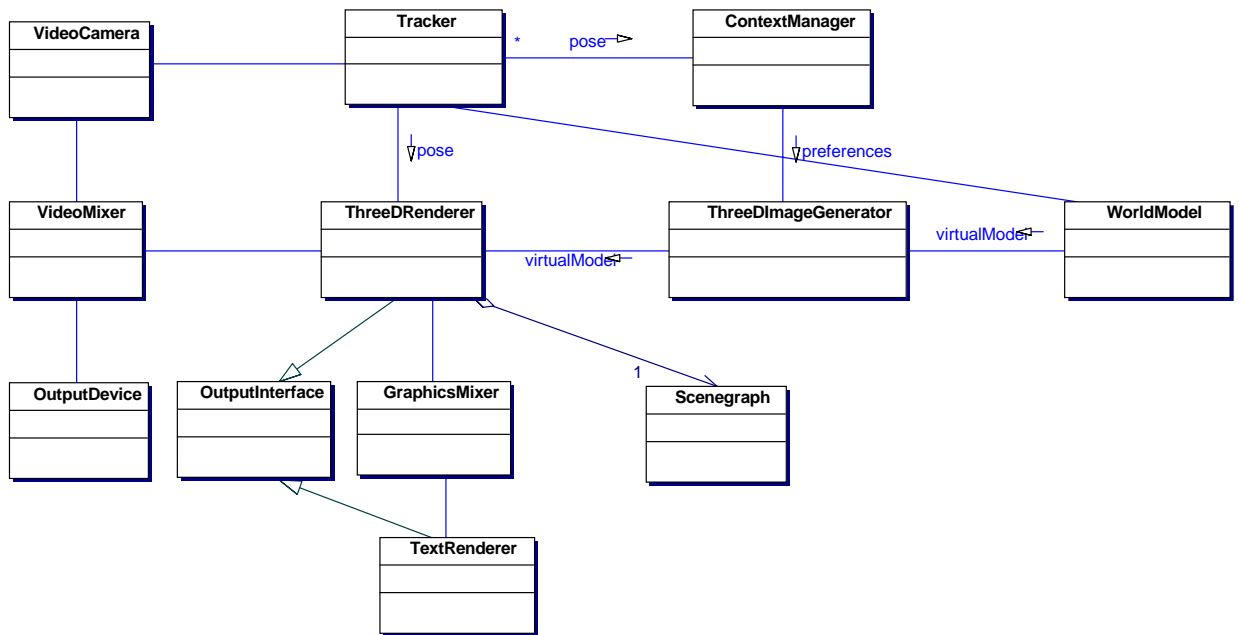 Tracker
ContextManager
VideoCamera
* pose
pose
preferences
VideoMixer
ThreeDRenderer
ThreeDImageGenerator
WorldModel
virtualModel
virtualModel
1
OutputDevice
OutputInterface
GraphicsMixer
Scenegraph
TextRenderer